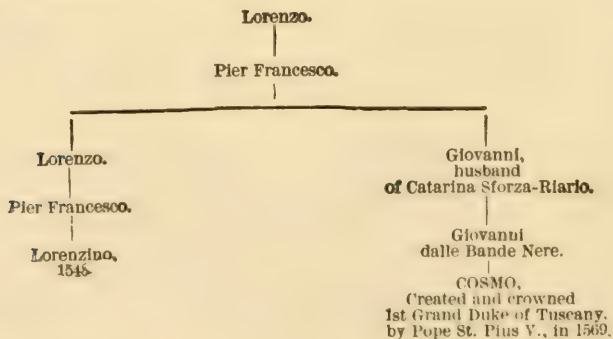 Lorenzo.
Pier Francesco.
Lorenzo.
Pier Francesco.
Lorenzino,
1548.
Giovanni,
husband
of Catarina Sforza-Riario.
Giovanni
dalle Bande Nere.
COSMO,
Created and crowned
1st Grand Duke of Tuscany.
by Pope St. Pius V., in 1569.